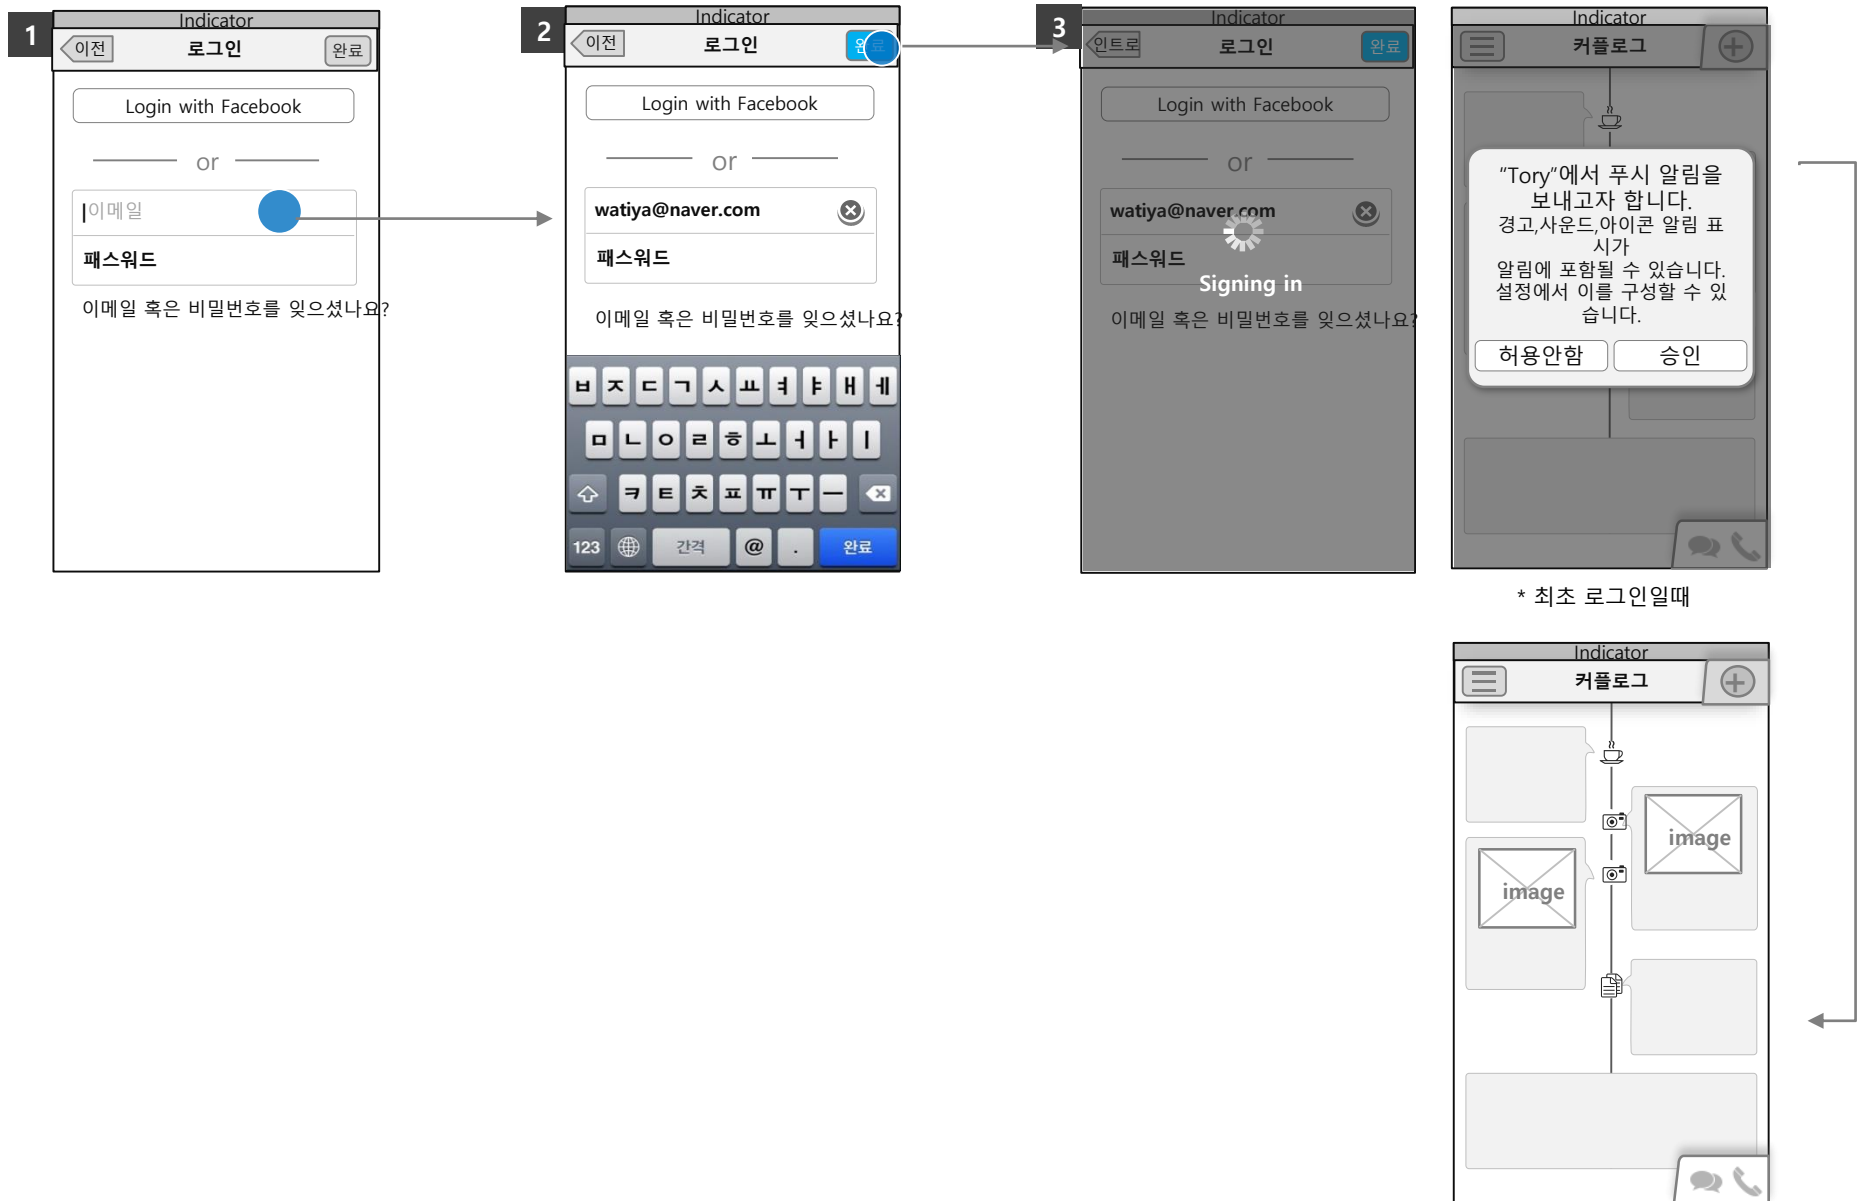 1
Indicator
이전
로그인
완료
Login with Facebook
or
이메일
패스워드
이메일 혹은 비밀번호를 잊으셨나요?
2
Indicator
이전
로그인
완료
Login with Facebook
or
watiya@naver.com
패스워드
이메일 혹은 비밀번호를 잊으셨나요?
ㅂ ㅈ ㄷ ㄱ ㅅ ㅛ ㅕ ㅑ ㅐ ㅔ
ㅁ ㄴ ㅇ ㄹ ㅎ ㅗ ㅓ ㅏ ㅣ
ㅋ ㅌ ㅊ ㅍ ㅠ ㅜ ㅡ
123 간격 @ . 완료
3
Indicator
인트로
로그인
완료
Login with Facebook
or
watiya@naver.com
패스워드
Signing in
이메일 혹은 비밀번호를 잊으셨나요?
Indicator
커플로그
“Tory”에서 푸시 알림을
보내고자 합니다.
경고,사운드,아이콘 알림 표
시가
알림에 포함될 수 있습니다.
설정에서 이를 구성할 수 있
습니다.
허용안함
승인
* 최초 로그인일때
Indicator
커플로그
image
image